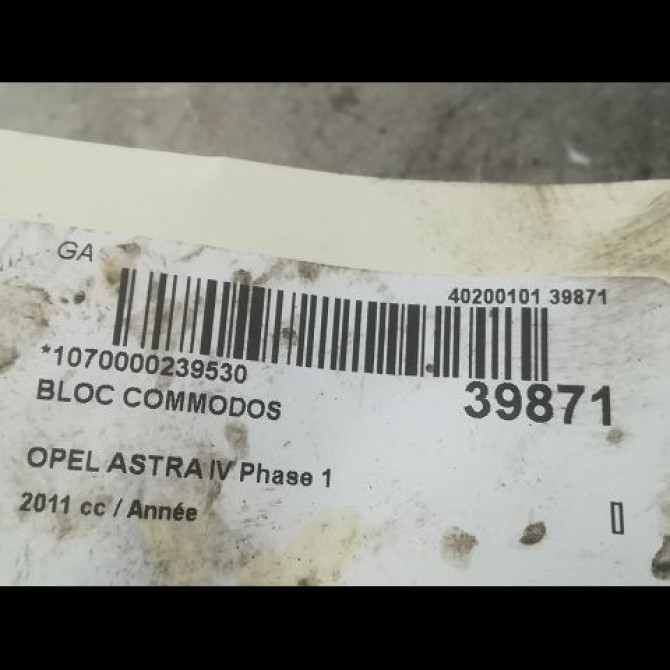 GA
40200101 39871
*1070000239530
39871
BLOC COMMODOS
OPEL ASTRA IV Phase 1
2011 cc / Année